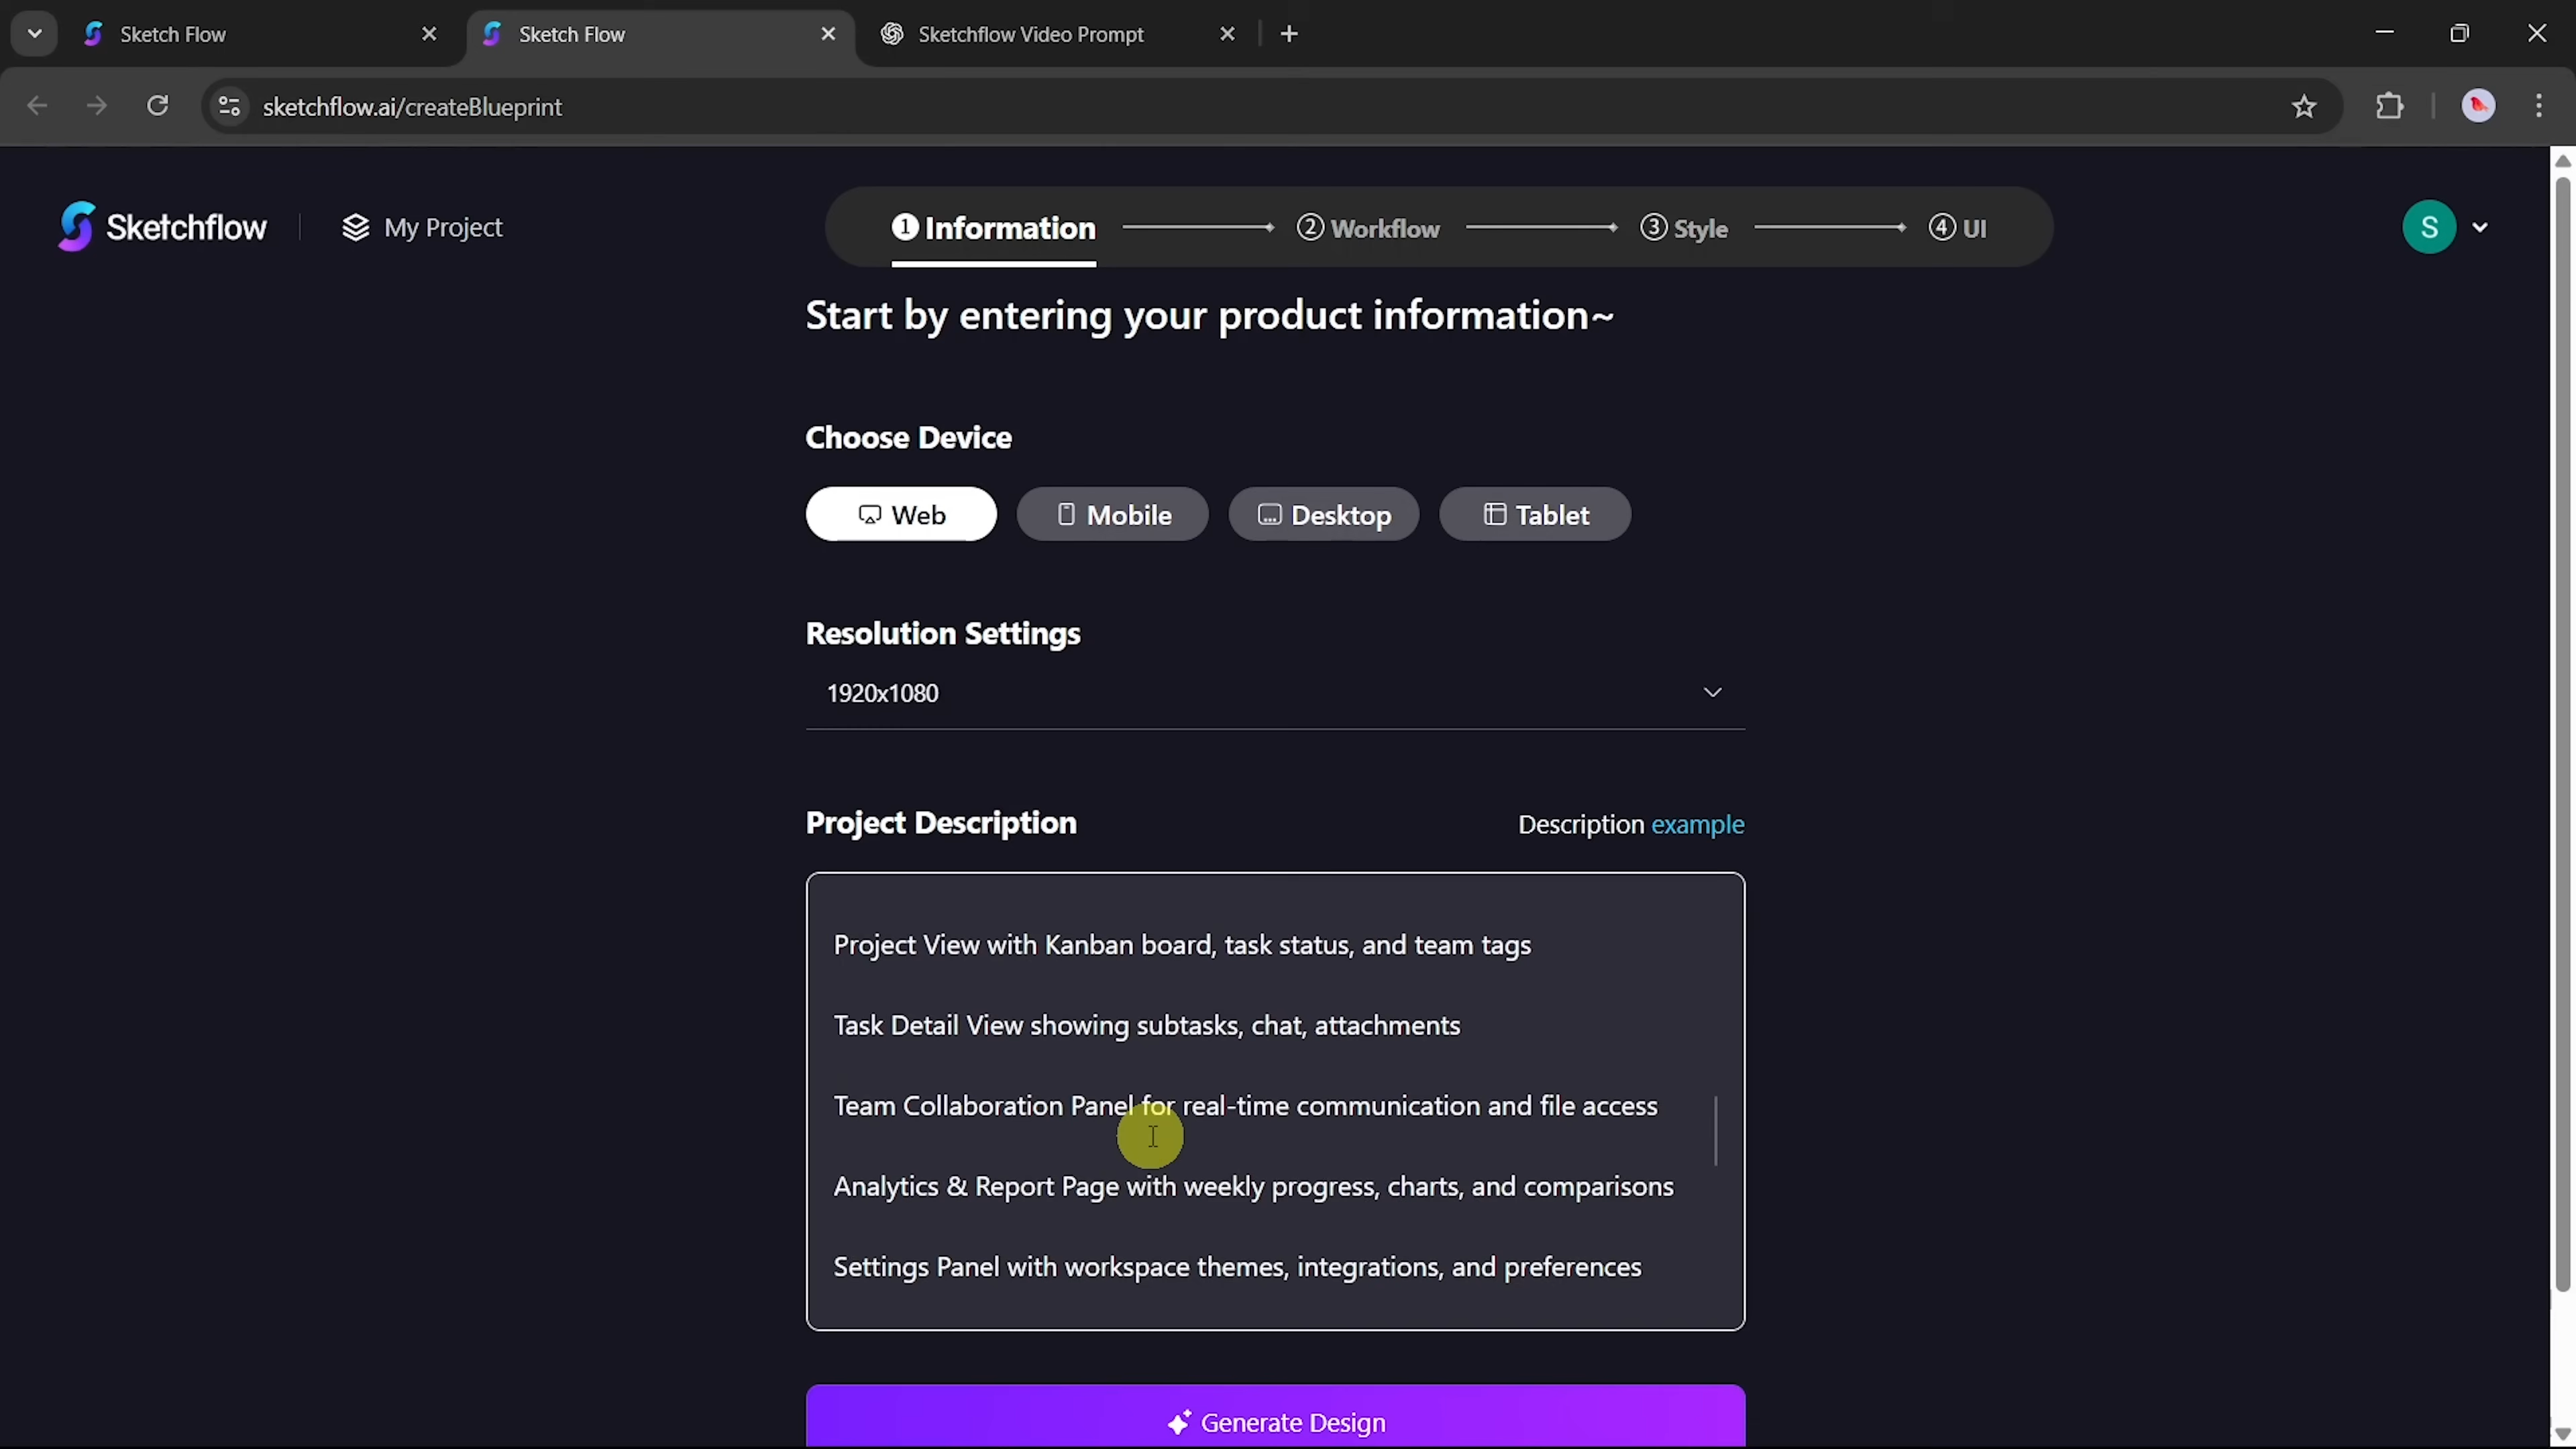 Sketch Flow
Sketch Flow
Sketchflow Video Prompt
sketchflow.ai/createBlueprint
Sketchflow
My Project
1 Information
2 Workflow
3 Style
4 UI
S
Start by entering your product information~
Choose Device
Web
Mobile
Desktop
Tablet
Resolution Settings
1920x1080
Project Description
Description example
Project View with Kanban board, task status, and team tags
Task Detail View showing subtasks, chat, attachments
Team Collaboration Panel for real-time communication and file access
Analytics & Report Page with weekly progress, charts, and comparisons
Settings Panel with workspace themes, integrations, and preferences
Generate Design